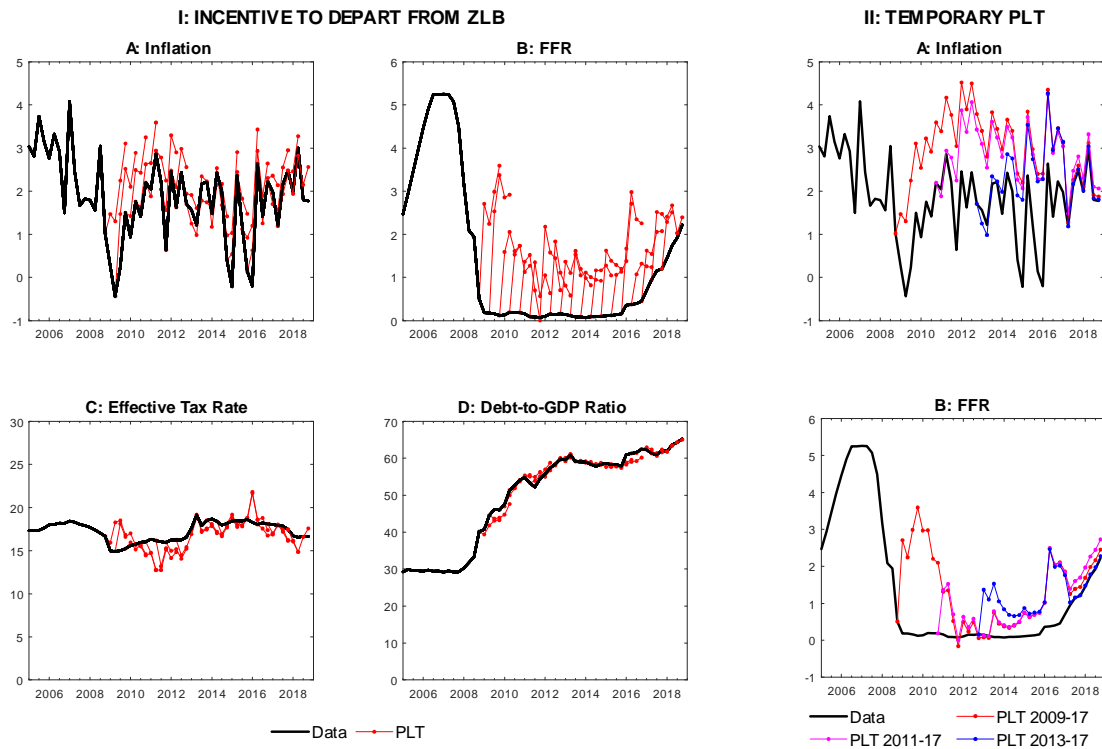 I: INCENTIVE TO DEPART FROM ZLB
II: TEMPORARY PLT
A: Inflation
5
4
3
2
1
0
-1
2006 2008 2010 2012 2014 2016 2018
B: FFR
6
5
4
3
2
1
0
2006 2008 2010 2012 2014 2016 2018
A: Inflation
5
4
3
2
1
0
-1
2006 2008 2010 2012 2014 2016 2018
C: Effective Tax Rate
30
25
20
15
10
5
0
2006 2008 2010 2012 2014 2016 2018
D: Debt-to-GDP Ratio
70
60
50
40
30
20
10
0
2006 2008 2010 2012 2014 2016 2018
B: FFR
6
5
4
3
2
1
0
-1
2006 2008 2010 2012 2014 2016 2018
Data PLT
Data PLT 2009-17
PLT 2011-17 PLT 2013-17